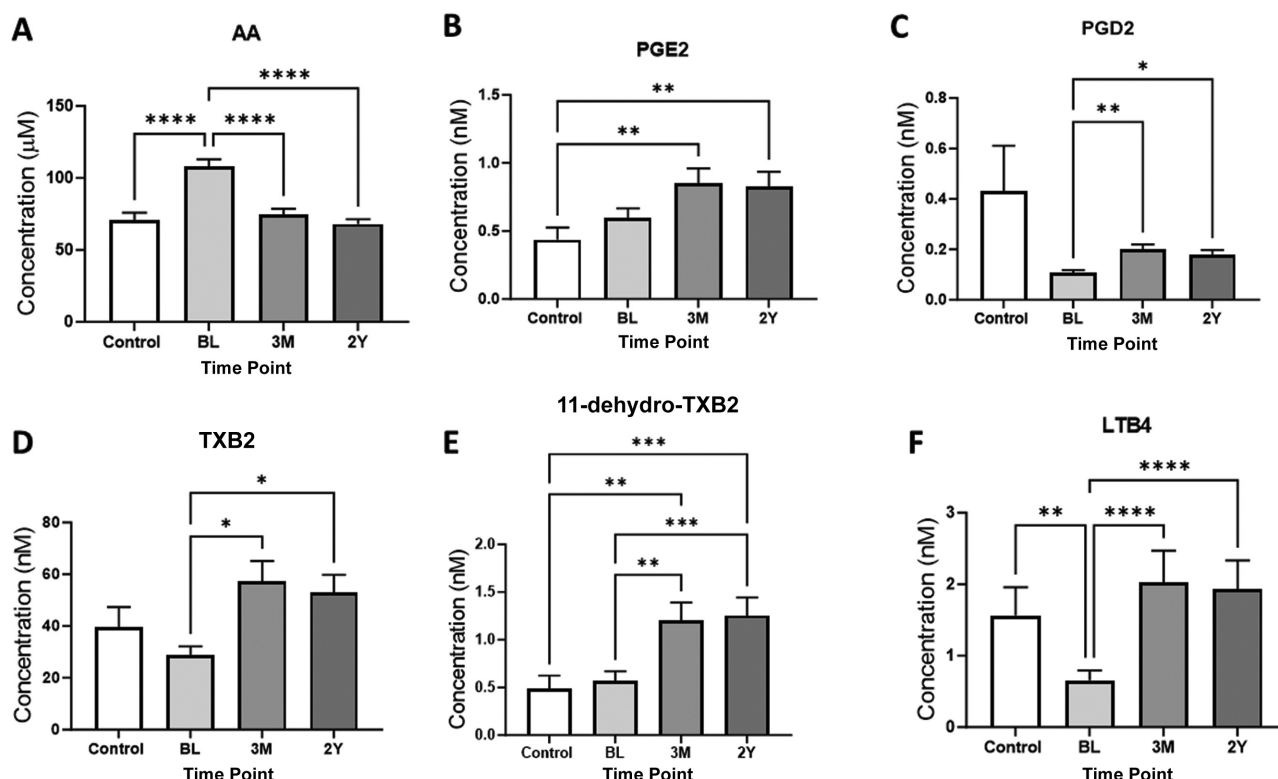 A
AA
****
**** ****
150
100
50
0
Concentration (µM)
Control BL 3M 2Y
Time Point
B
PGE2
**
**
1.5
1.0
0.5
0.0
Concentration (nM)
Control BL 3M 2Y
Time Point
C
PGD2
*
**
0.8
0.6
0.4
0.2
0.0
Concentration (nM)
Control BL 3M 2Y
Time Point
D
TXB2
*
*
80
60
40
20
0
Concentration (nM)
Control BL 3M 2Y
Time Point
E
11-dehydro-TXB2
***
**
***
**
2.0
1.5
1.0
0.5
0.0
Concentration (nM)
Control BL 3M 2Y
Time Point
F
LTB4
****
** ****
3
2
1
0
Concentration (nM)
Control BL 3M 2Y
Time Point